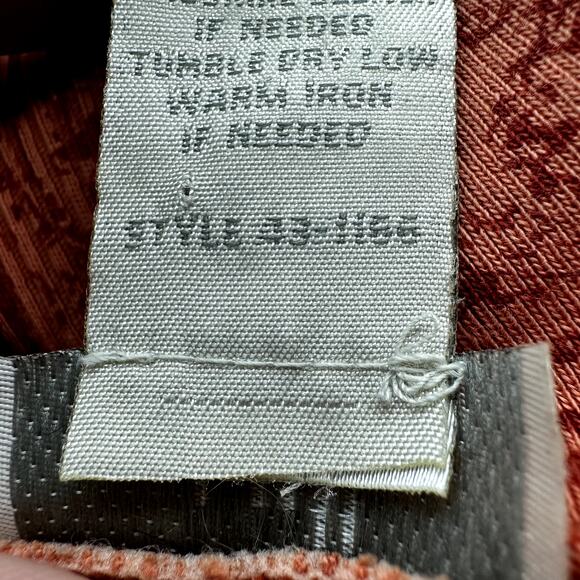 IF NEEDED
TUMBLE DRY LOW
WARM IRON
IF NEEDED
STYLE 43-1166